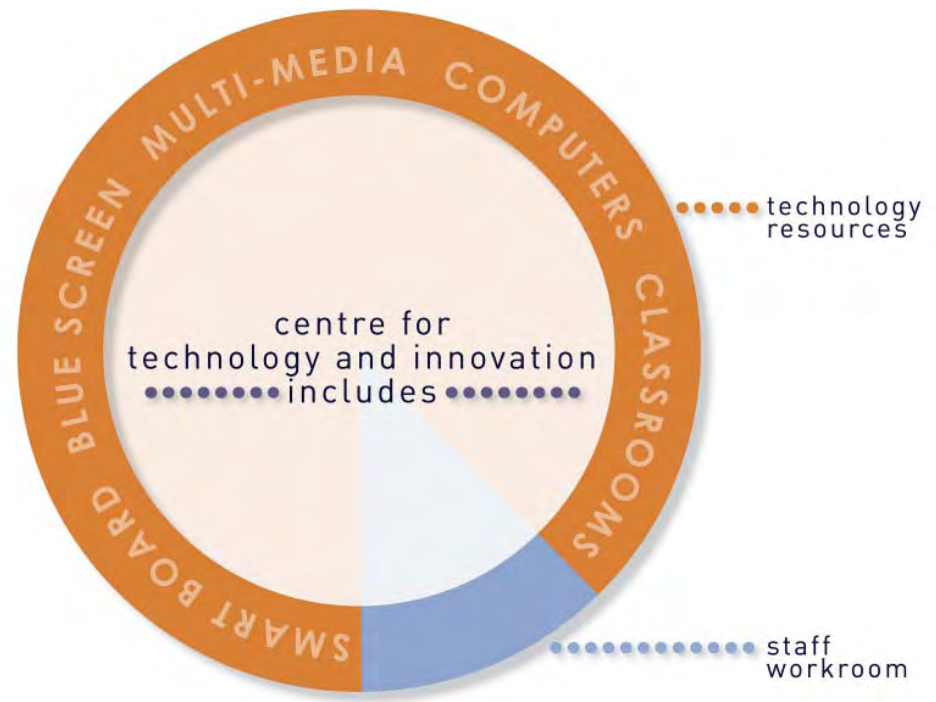 SMART BOARD BLUE SCREEN MULTI-MEDIA COMPUTERS CLASSROOMS
centre for
technology and innovation
includes
technology
resources
staff
workroom